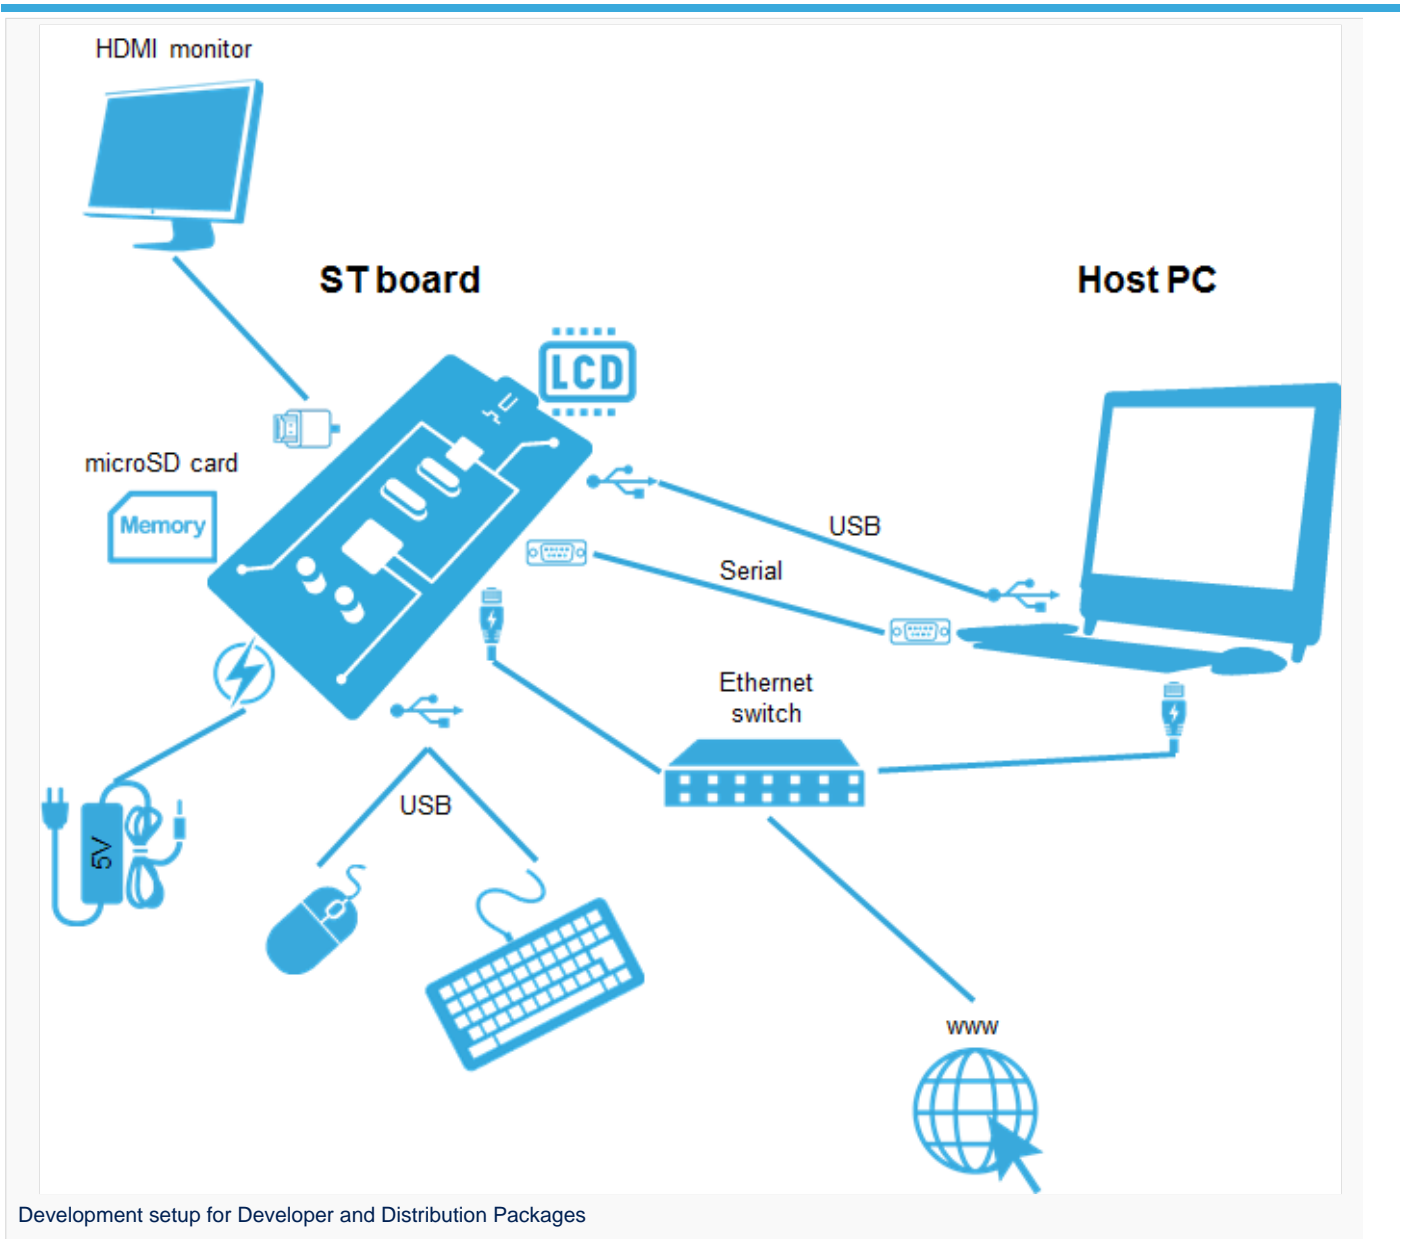 HDMI monitor
ST board
Host PC
LCD
microSD card
Memory
USB
Serial
Ethernet
switch
USB
5V
www
Development setup for Developer and Distribution Packages